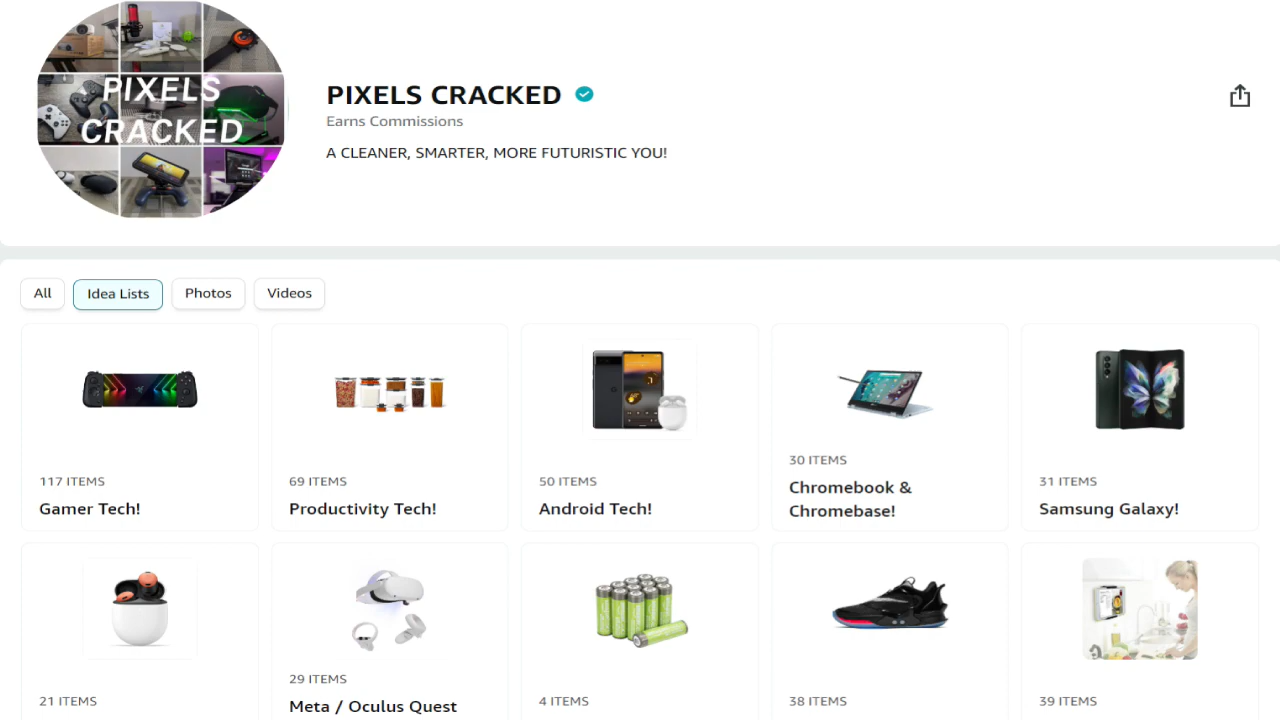 PIXELS
CRACKED
PIXELS CRACKED
Earns Commissions
A CLEANER, SMARTER, MORE FUTURISTIC YOU!
All
Idea Lists
Photos
Videos
117 ITEMS
Gamer Tech!
69 ITEMS
Productivity Tech!
50 ITEMS
Android Tech!
30 ITEMS
Chromebook &
Chromebase!
31 ITEMS
Samsung Galaxy!
21 ITEMS
29 ITEMS
Meta / Oculus Quest
4 ITEMS
38 ITEMS
39 ITEMS